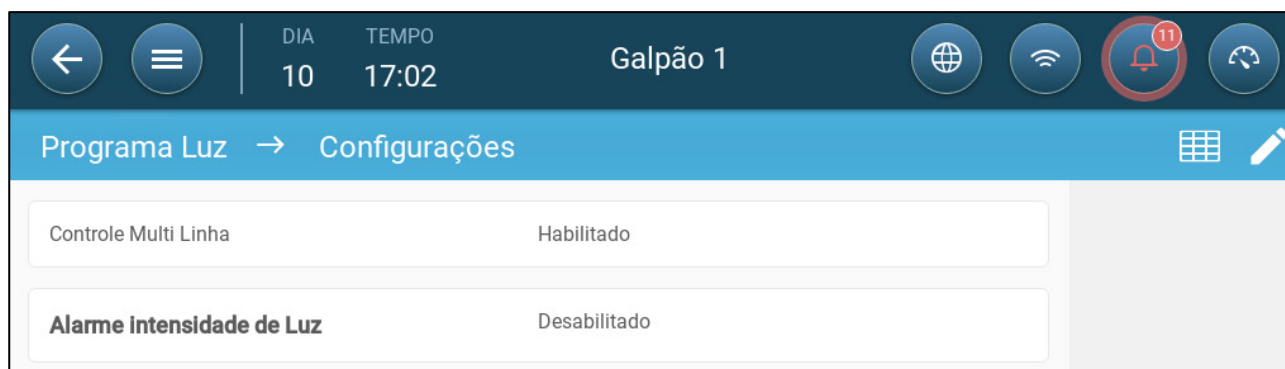 DIA TEMPO
10 17:02 Galpão 1 11
Programa Luz → Configurações
Controle Multi Linha Habilitado
Alarme intensidade de Luz Desabilitado